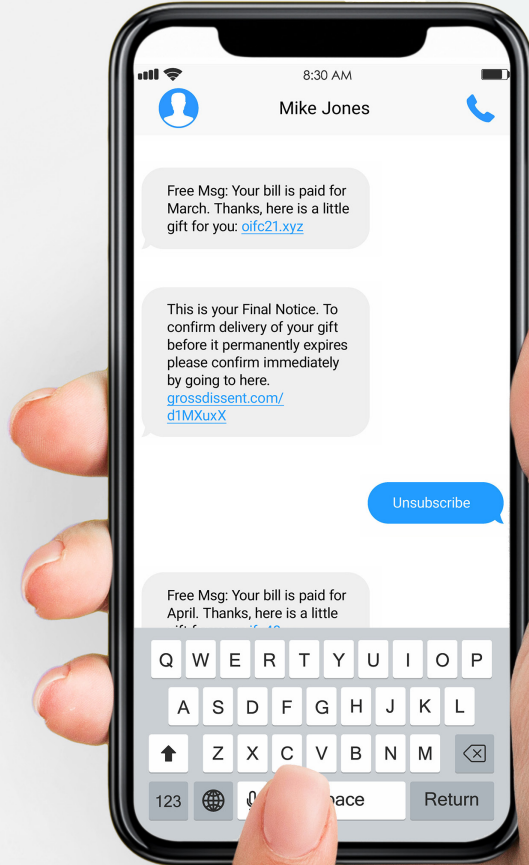 8:30 AM
Mike Jones
Free Msg: Your bill is paid for
March. Thanks, here is a little
gift for you: oifc21.xyz
This is your Final Notice. To
confirm delivery of your gift
before it permanently expires
please confirm immediately
by going to here.
grossdissent.com/
d1MXuxX
Unsubscribe
Free Msg: Your bill is paid for
April. Thanks, here is a little
Q W E R T Y U I O P
A S D F G H J K L
Z X C V B N M
123 Return